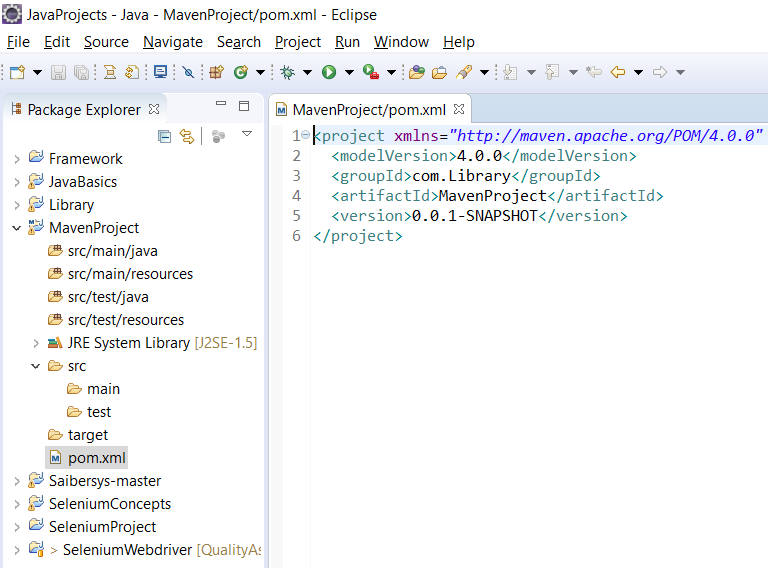 JavaProjects - Java - MavenProject/pom.xml - Eclipse
File Edit Source Navigate Search Project Run Window Help
Package Explorer
Framework
JavaBasics
Library
MavenProject
src/main/java
src/main/resources
src/test/java
src/test/resources
JRE System Library [J2SE-1.5]
src
main
test
target
pom.xml
Saibersys-master
SeleniumConcepts
SeleniumProject
> SeleniumWebdriver [QualityAs
MavenProject/pom.xml
1 <project xmlns="http://maven.apache.org/POM/4.0.0"
2 <modelVersion>4.0.0</modelVersion>
3 <groupId>com.Library</groupId>
4 <artifactId>MavenProject</artifactId>
5 <version>0.0.1-SNAPSHOT</version>
6 </project>